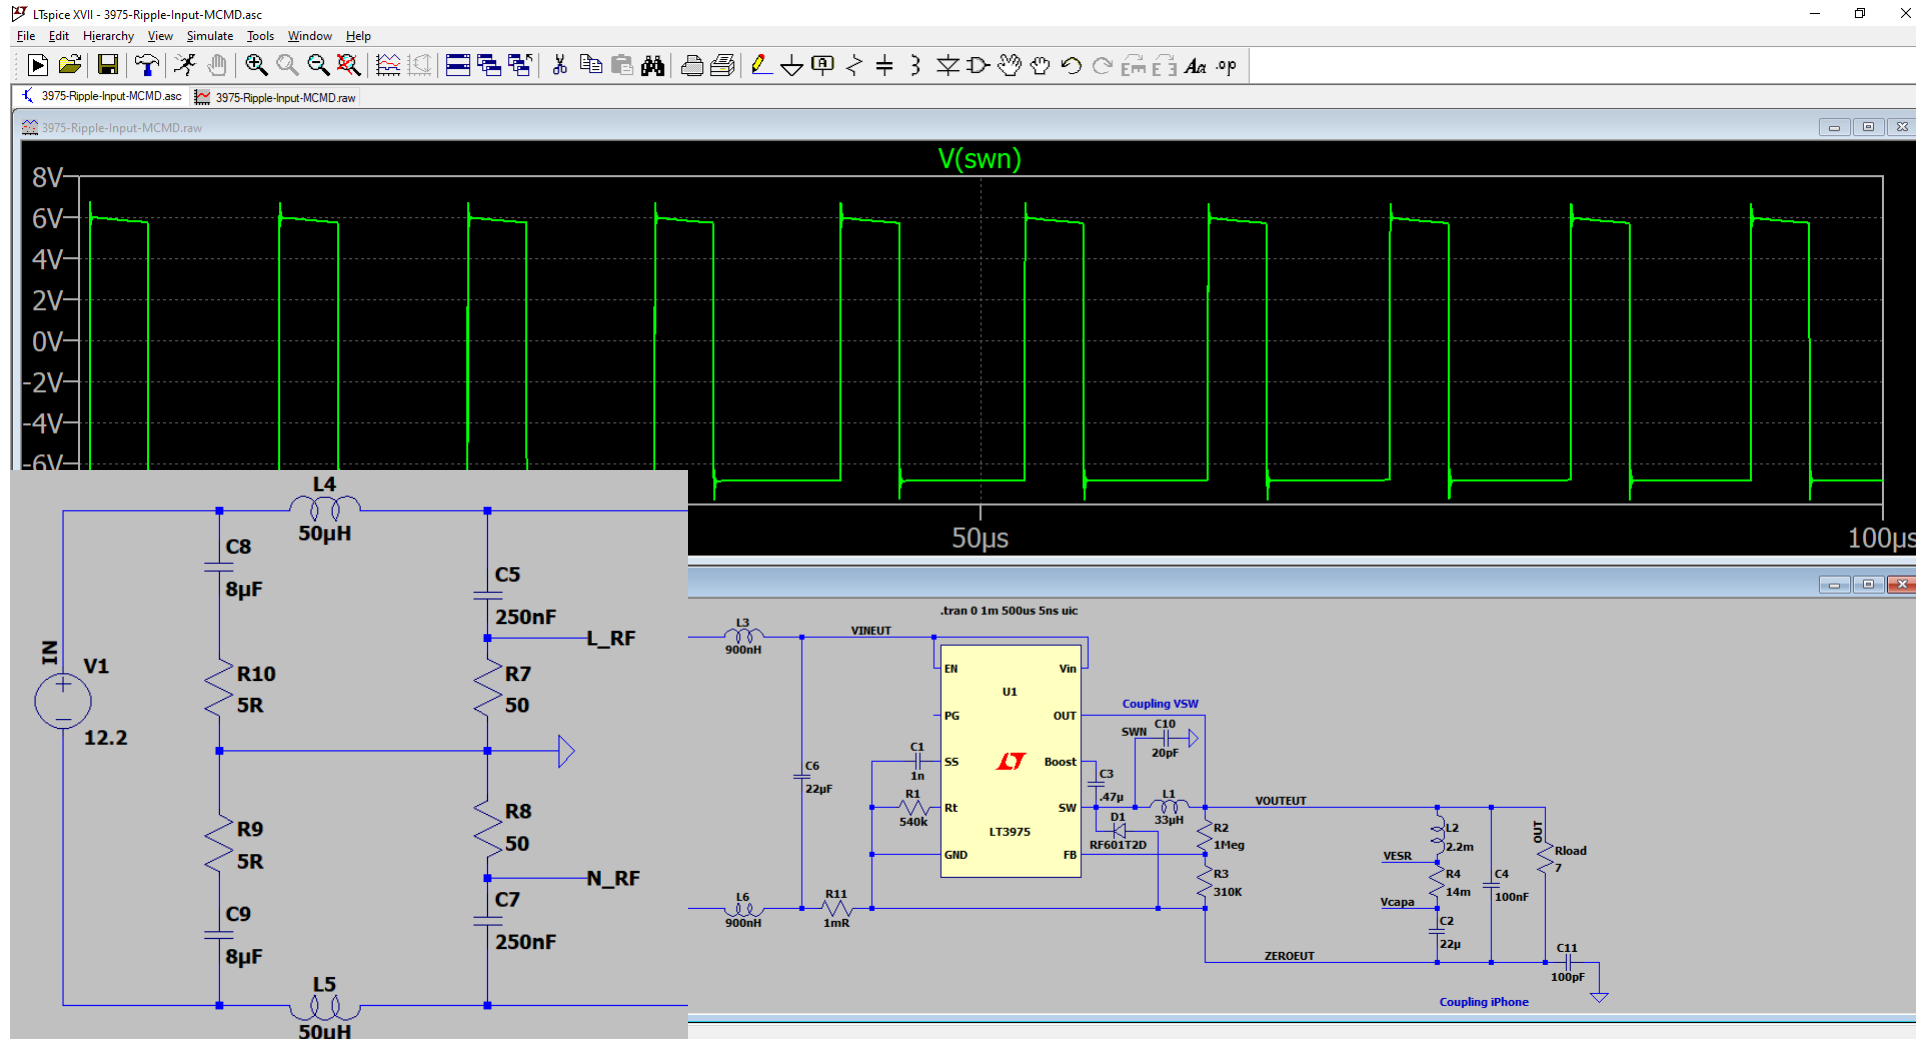 LTspice XVII - 3975-Ripple-Input-MCMD.asc
File Edit Hierarchy View Simulate Tools Window Help
3975-Ripple-Input-MCMD.asc 3975-Ripple-Input-MCMD.raw
3975-Ripple-Input-MCMD.raw
V(swn)
8V
6V
4V
2V
0V
-2V
-4V
-6V
50µs 100µs
L4
50µH
C8
8µF
C5
250nF
L_RF
IN
V1
12.2
R10
5R
R7
50
R9
5R
R8
50
N_RF
C9
8µF
C7
250nF
L5
50µH
.tran 0 1m 500us 5ns uic
L3
900nH
VINEUT
C6
22µF
L6
900nH
R11
1mR
C1
1n
R1
540k
EN
PG
SS
Rt
GND
U1
LT3975
Vin
OUT
Boost
SW
FB
Coupling VSW
SWN
C10
20pF
C3
.47µ
L1
33µH
D1
RF601T2D
VOUTEUT
R2
1Meg
R3
310K
L2
2.2m
VESR
R4
14m
Vcapa
C2
22µ
C4
100nF
OUT
Rload
7
ZEROEUT
C11
100pF
Coupling iPhone